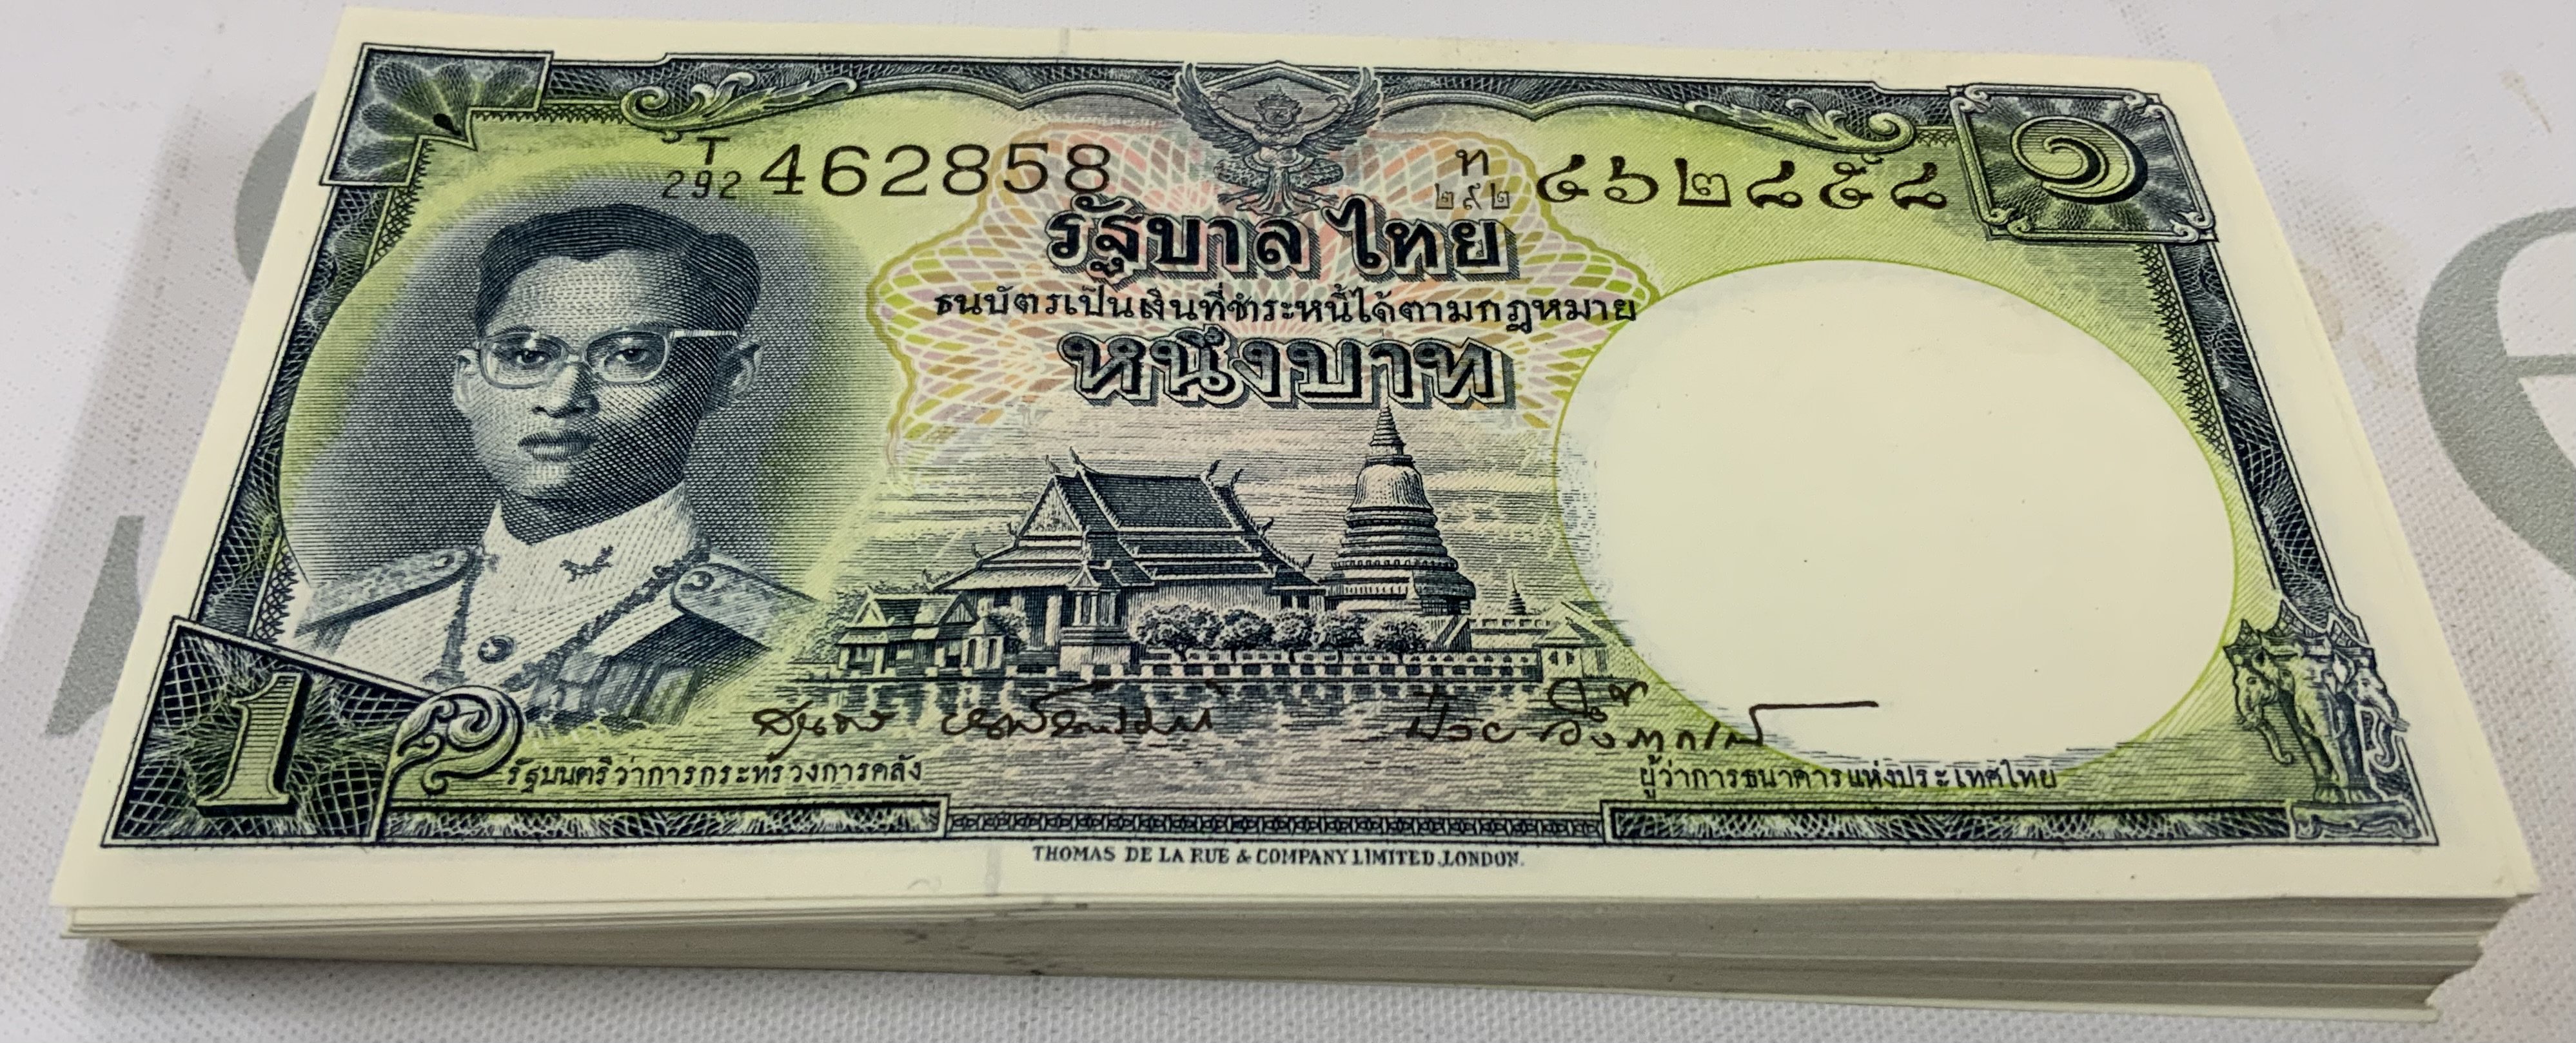 T
292 462858
ท
๒๙๒ ๔๖๒๘๕๘
๑
รัฐบาลไทย
ธนบัตรเป็นเงินที่ชำระหนี้ได้ตามกฎหมาย
หนึ่งบาท
1
รัฐมนตรีว่าการกระทรวงการคลัง
ผู้ว่าการธนาคารแห่งประเทศไทย
THOMAS DE LA RUE & COMPANY LIMITED, LONDON.